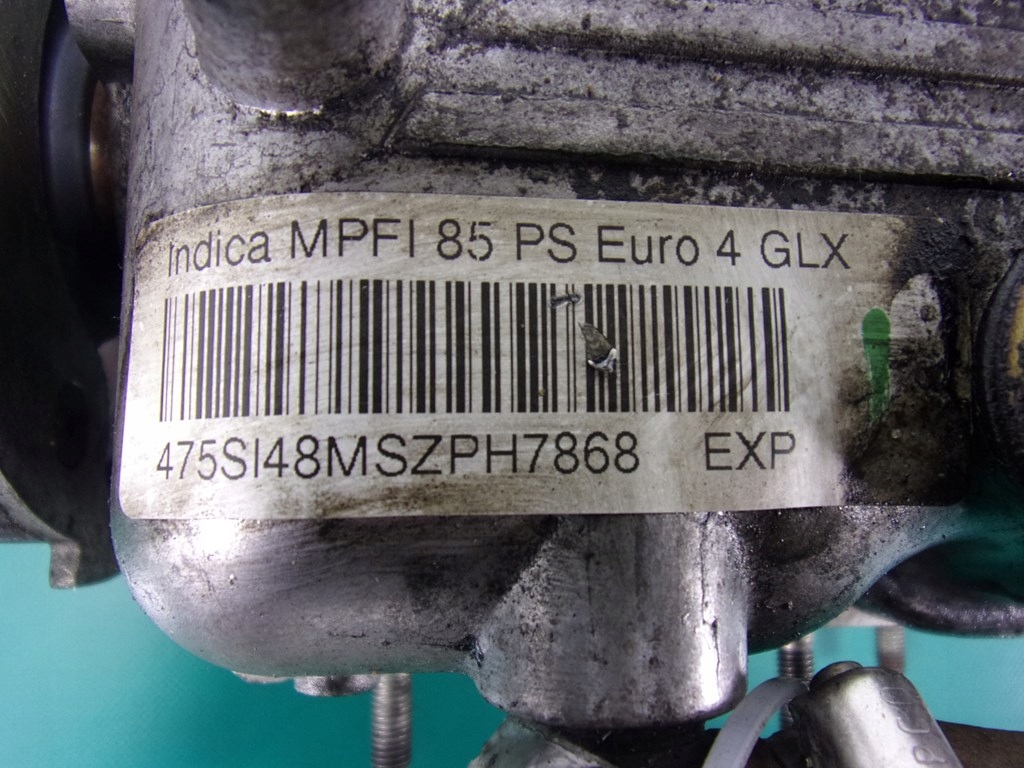 Indica MPFI 85 PS Euro 4 GLX
475SI48MSZPH7868 EXP